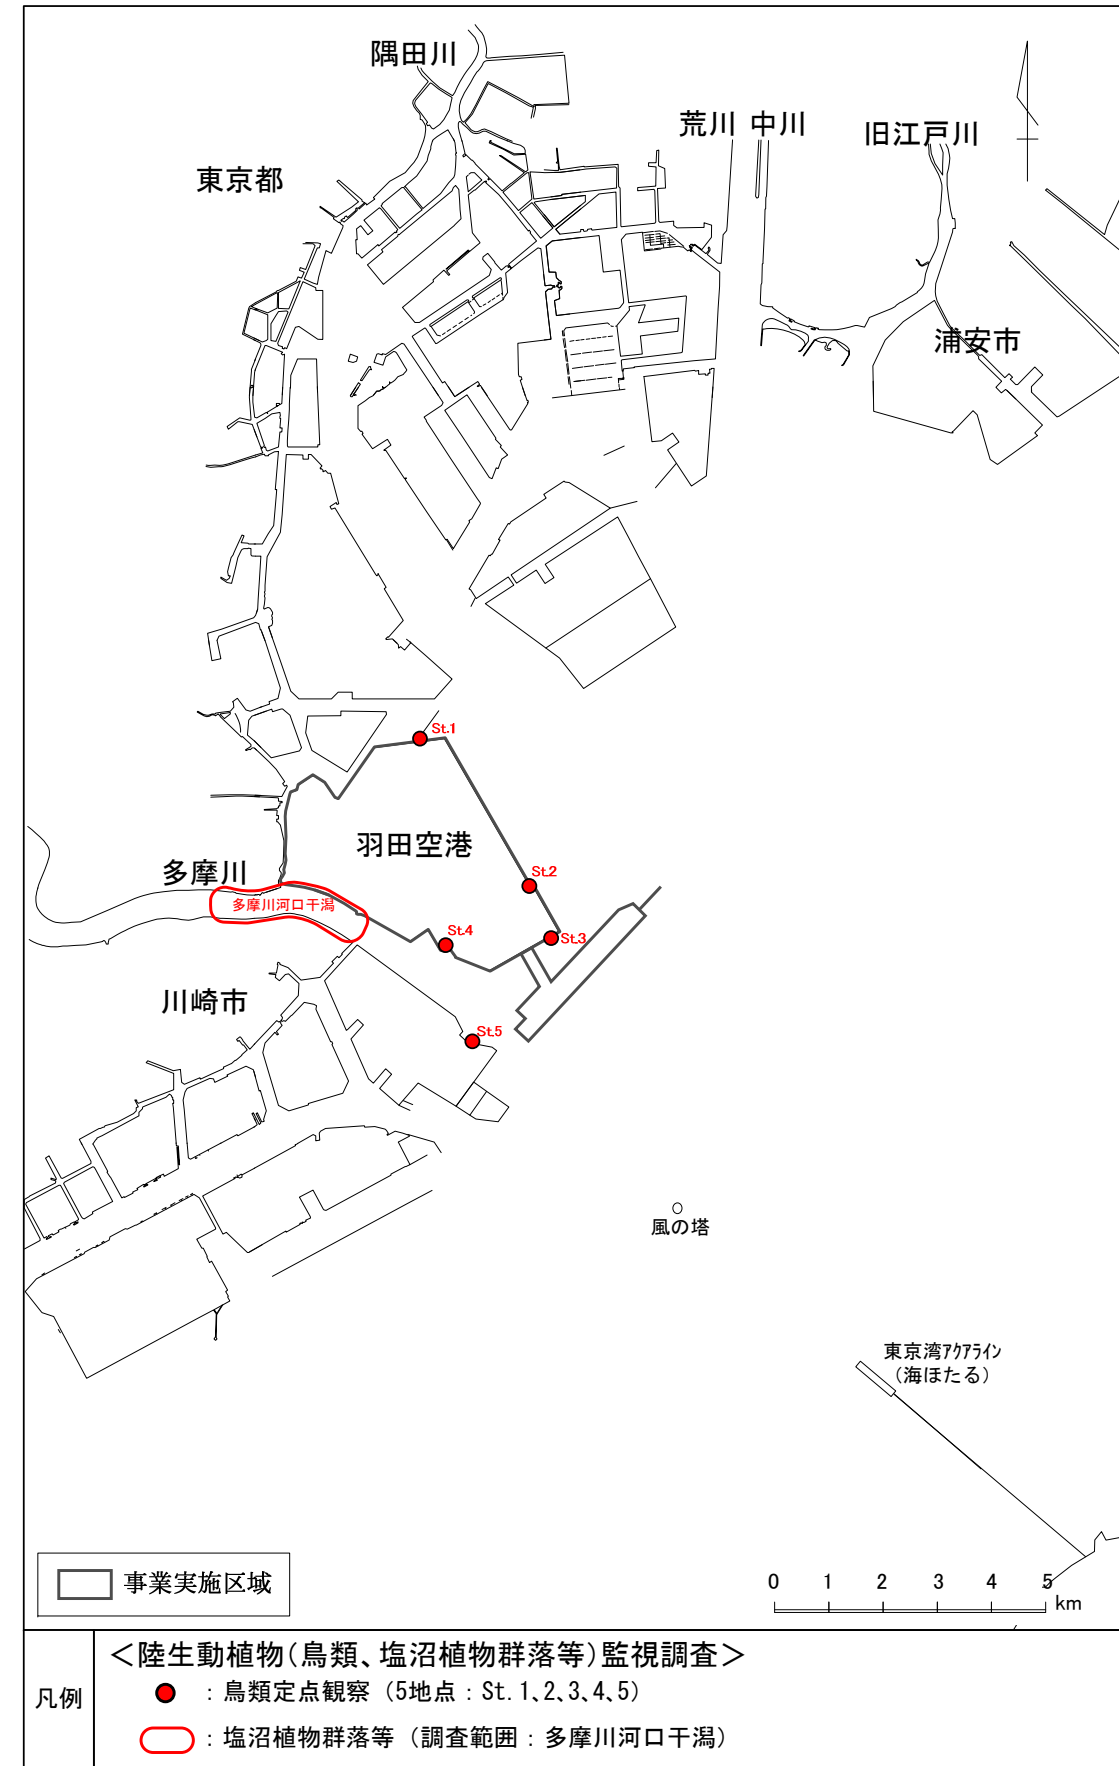 隅田川
荒川 中川
旧江戸川
東京都
浦安市
St.1
羽田空港
多摩川
St.2
多摩川河口干潟
St.3
St.4
川崎市
St.5
風の塔
東京湾アクアライン
（海ほたる）
事業実施区域
0 1 2 3 4 5
km
凡例
＜陸生動植物(鳥類、塩沼植物群落等)監視調査＞
：鳥類定点観察（5地点：St.1、2、3、4、5）
：塩沼植物群落等（調査範囲：多摩川河口干潟）